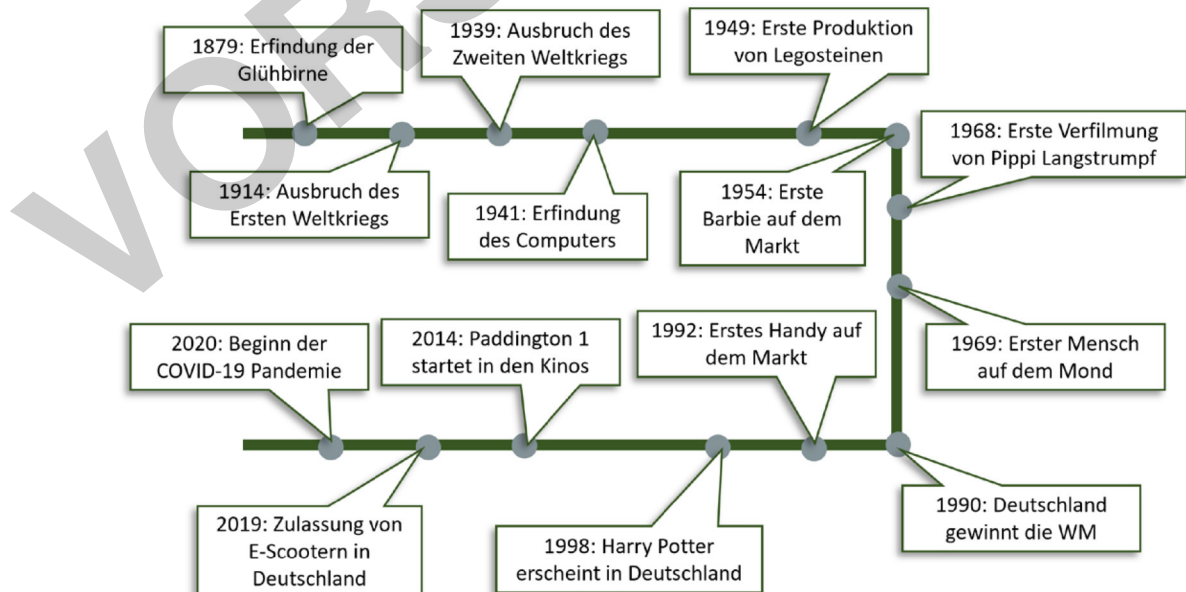 VORS
1879: Erfindung der
Glühbirne
1914: Ausbruch des
Ersten Weltkriegs
1939: Ausbruch des
Zweiten Weltkriegs
1941: Erfindung
des Computers
1949: Erste Produktion
von Legosteinen
1954: Erste
Barbie auf dem
Markt
1968: Erste Verfilmung
von Pippi Langstrumpf
1969: Erster Mensch
auf dem Mond
1990: Deutschland
gewinnt die WM
1992: Erstes Handy auf
dem Markt
1998: Harry Potter
erscheint in Deutschland
2014: Paddington 1
startet in den Kinos
2019: Zulassung von
E-Scootern in
Deutschland
2020: Beginn der
COVID-19 Pandemie